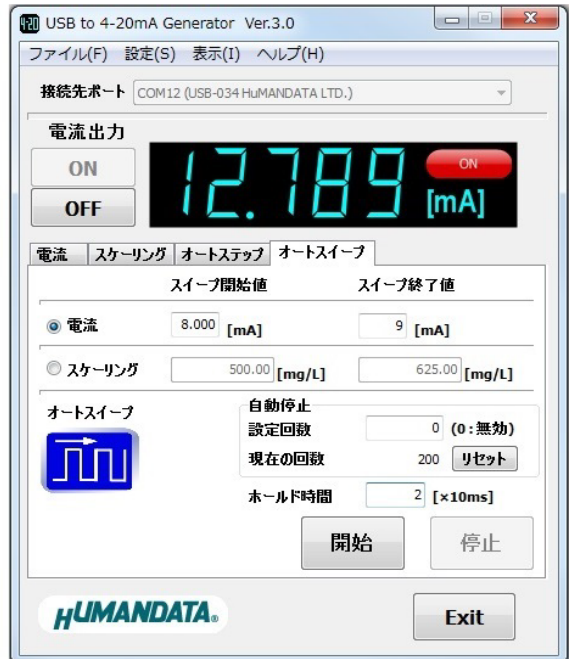 USB to 4-20mA Generator Ver.3.0
ファイル(F) 設定(S) 表示(I) ヘルプ(H)
接続先ポート COM12 (USB-034 HuMANDATA LTD.)
電流出力
ON
OFF
12.789
ON
[mA]
電流 スケーリング オートステップ オートスイープ
スイープ開始値 スイープ終了値
電流 8.000 [mA] 9 [mA]
スケーリング 500.00 [mg/L] 625.00 [mg/L]
オートスイープ
自動停止
設定回数 0 (0:無効)
現在の回数 200 リセット
ホールド時間 2 [×10ms]
開始 停止
HUMANDATA®
Exit